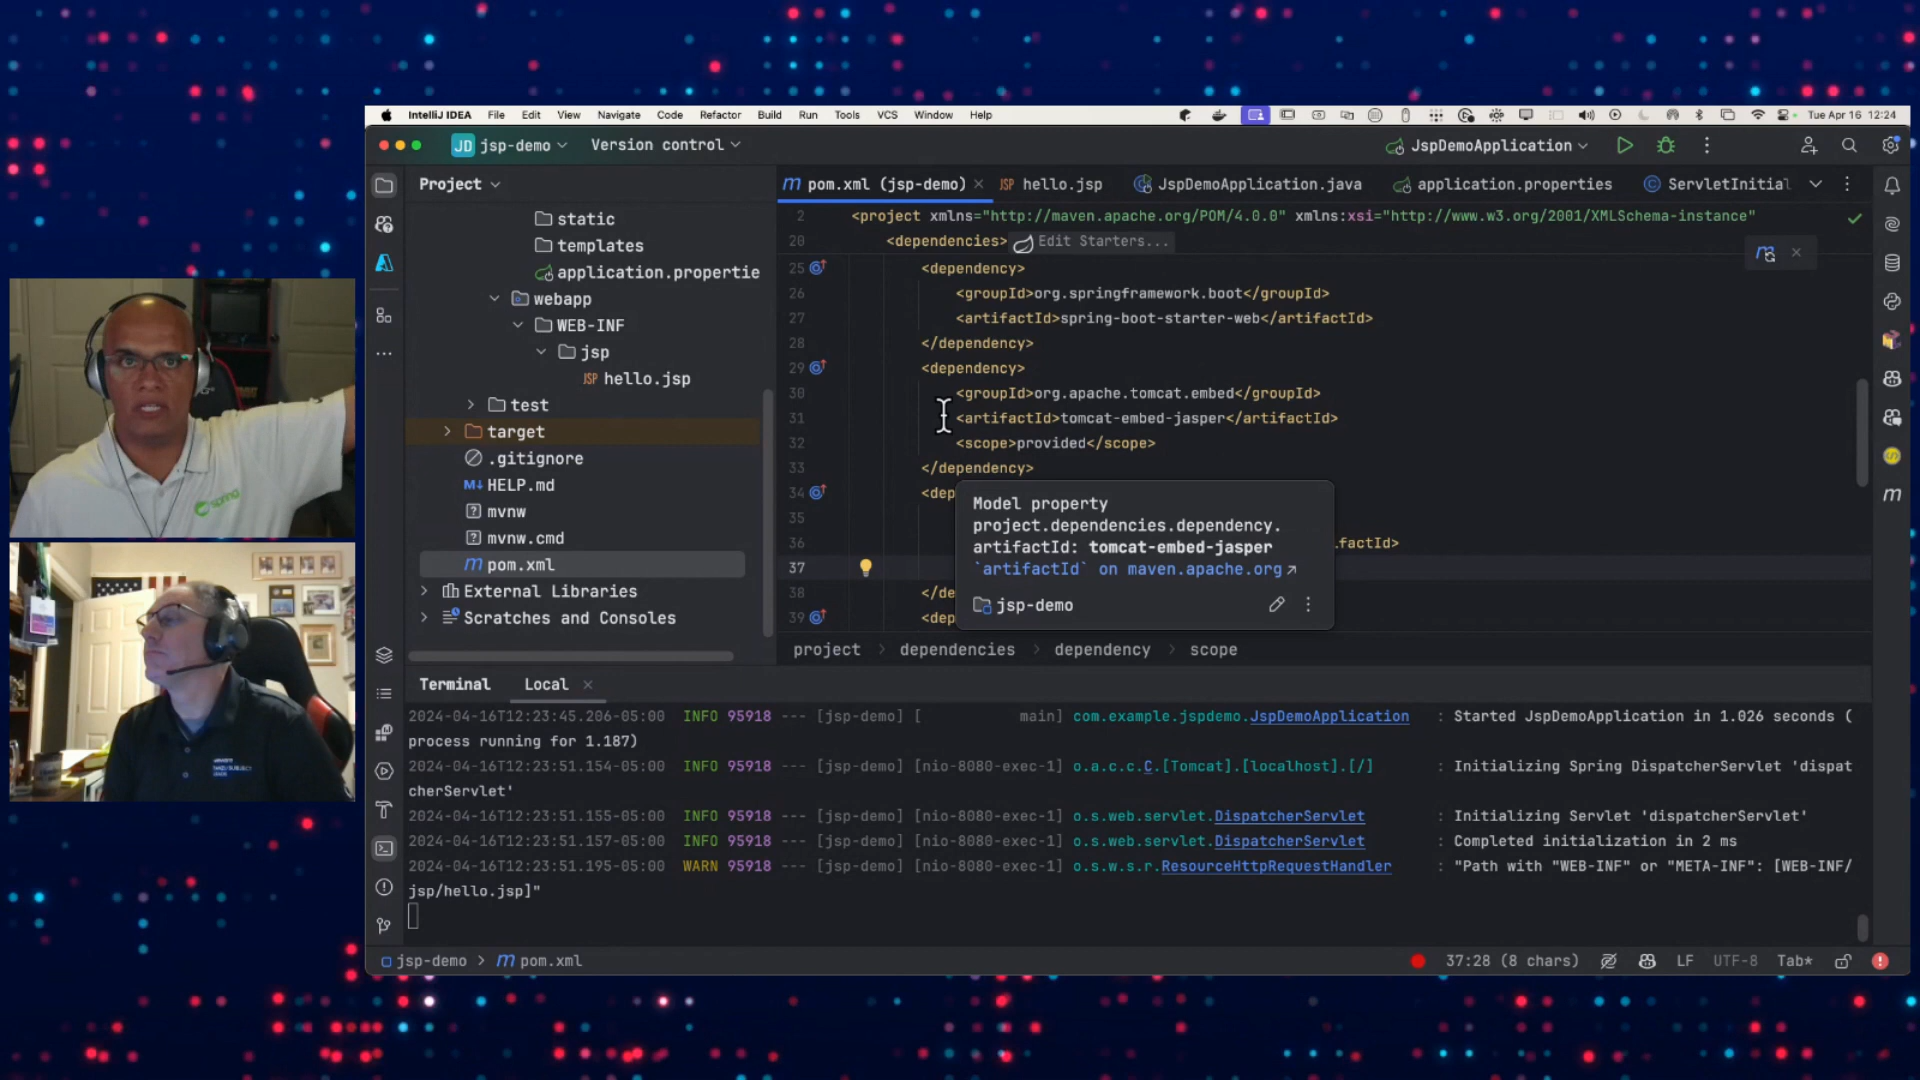 IntelliJ IDEA File Edit View Navigate Code Refactor Build Run Tools VCS Window Help Tue Apr 16 12:24
JD jsp-demo Version control JspDemoApplication
Project
static
templates
application.propertie
webapp
WEB-INF
jsp
JSP hello.jsp
test
target
.gitignore
M↓ HELP.md
mvnw
mvnw.cmd
m pom.xml
External Libraries
Scratches and Consoles
m pom.xml (jsp-demo) JSP hello.jsp JspDemoApplication.java application.properties ServletInitial
2 <project xmlns="http://maven.apache.org/POM/4.0.0" xmlns:xsi="http://www.w3.org/2001/XMLSchema-instance"
20 <dependencies> Edit Starters...
25 <dependency>
26 <groupId>org.springframework.boot</groupId>
27 <artifactId>spring-boot-starter-web</artifactId>
28 </dependency>
29 <dependency>
30 <groupId>org.apache.tomcat.embed</groupId>
31 <artifactId>tomcat-embed-jasper</artifactId>
32 <scope>provided</scope>
33 </dependency>
34 <dep
35
36 ifactId>
37
38 </de
39 <dep
Model property
project.dependencies.dependency.
artifactId: tomcat-embed-jasper
`artifactId` on maven.apache.org↗
jsp-demo
project > dependencies > dependency > scope
Terminal Local
2024-04-16T12:23:45.206-05:00 INFO 95918 --- [jsp-demo] [ main] com.example.jspdemo.JspDemoApplication : Started JspDemoApplication in 1.026 seconds (
process running for 1.187)
2024-04-16T12:23:51.154-05:00 INFO 95918 --- [jsp-demo] [nio-8080-exec-1] o.a.c.c.C.[Tomcat].[localhost].[/] : Initializing Spring DispatcherServlet 'dispat
cherServlet'
2024-04-16T12:23:51.155-05:00 INFO 95918 --- [jsp-demo] [nio-8080-exec-1] o.s.web.servlet.DispatcherServlet : Initializing Servlet 'dispatcherServlet'
2024-04-16T12:23:51.157-05:00 INFO 95918 --- [jsp-demo] [nio-8080-exec-1] o.s.web.servlet.DispatcherServlet : Completed initialization in 2 ms
2024-04-16T12:23:51.195-05:00 WARN 95918 --- [jsp-demo] [nio-8080-exec-1] o.s.w.s.r.ResourceHttpRequestHandler : "Path with "WEB-INF" or "META-INF": [WEB-INF/
jsp/hello.jsp]"
jsp-demo > m pom.xml 37:28 (8 chars) LF UTF-8 Tab*
spring